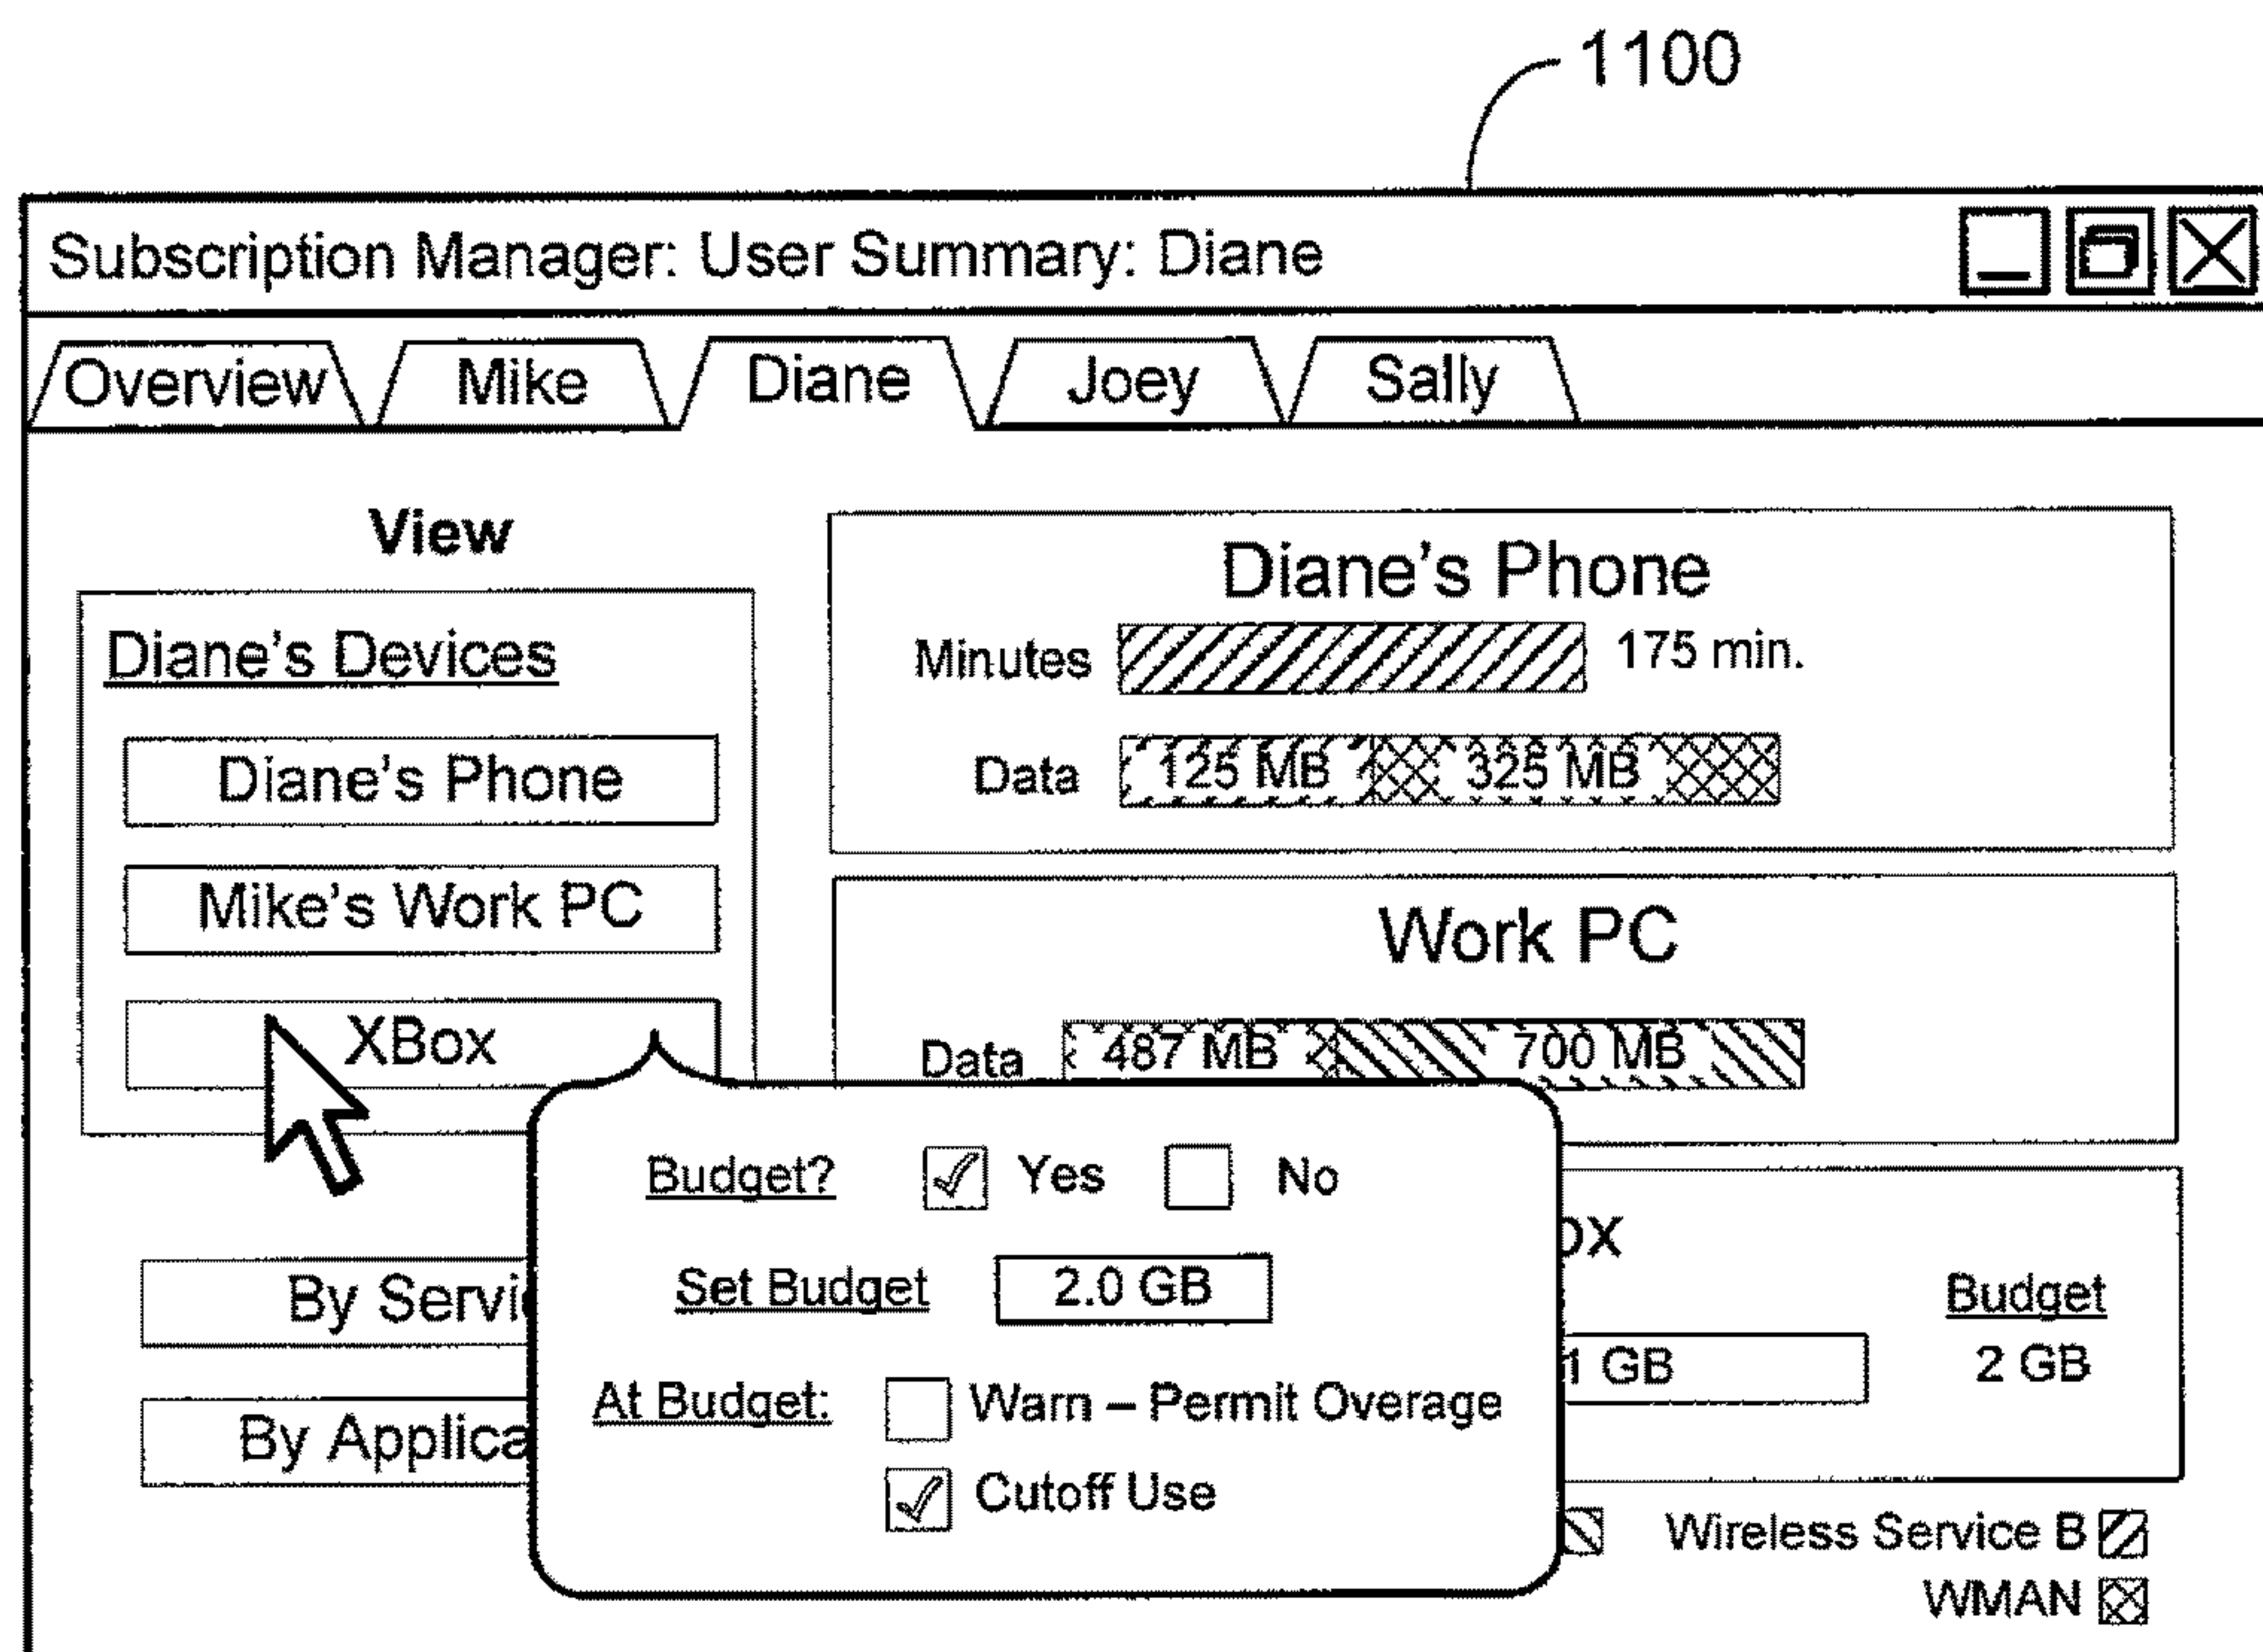 1100
Subscription Manager: User Summary: Diane
Overview Mike Diane Joey Sally
View
Diane's Devices
Diane's Phone
Mike's Work PC
XBox
Diane's Phone
Minutes 175 min.
Data 125 MB 325 MB
Work PC
Data 487 MB 700 MB
Budget? Yes No
Set Budget 2.0 GB
At Budget: Warn – Permit Overage
Cutoff Use
By
By
Budget
GB 2 GB
Wireless Service B
WMAN